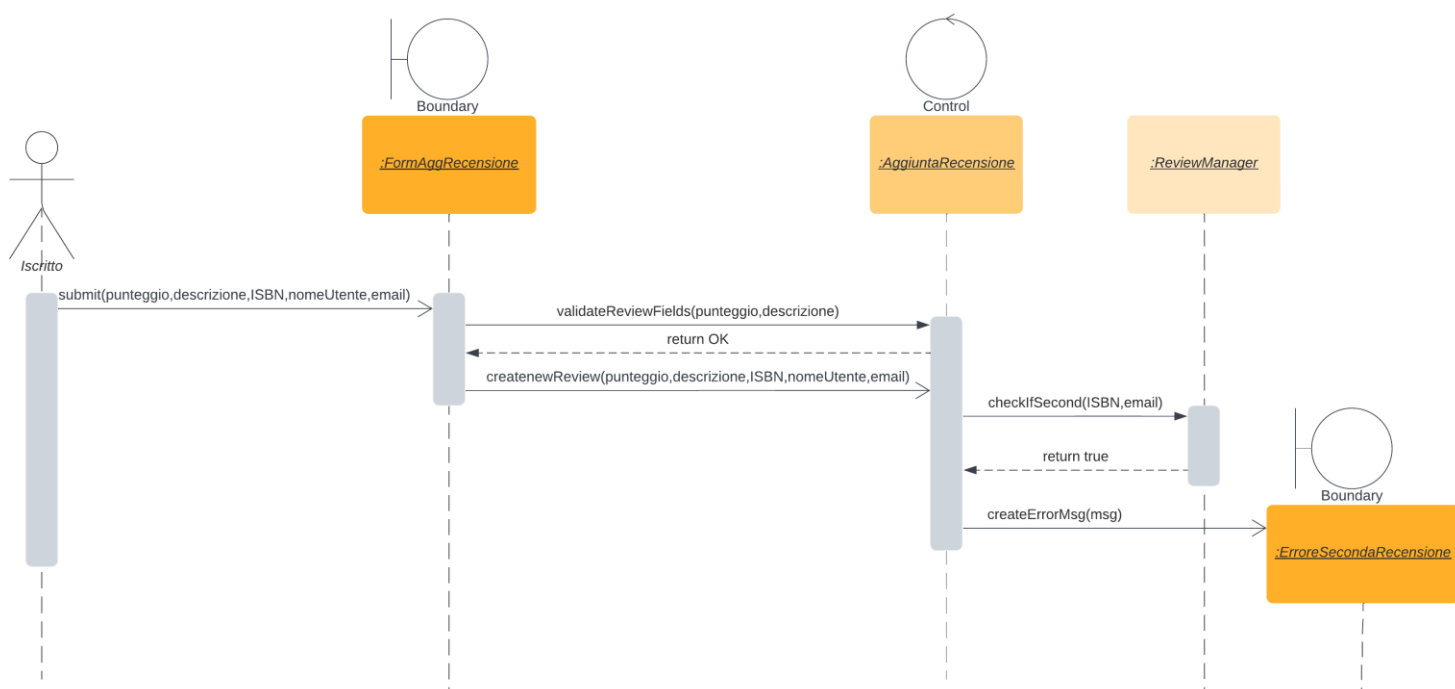 Boundary
Control
:FormAggRecensione
:AggiuntaRecensione
:ReviewManager
Iscritto
submit(punteggio,descrizione,ISBN,nomeUtente,email)
validateReviewFields(punteggio,descrizione)
return OK
createnewReview(punteggio,descrizione,ISBN,nomeUtente,email)
checkIfSecond(ISBN,email)
return true
Boundary
createErrorMsg(msg)
:ErroreSecondaRecensione